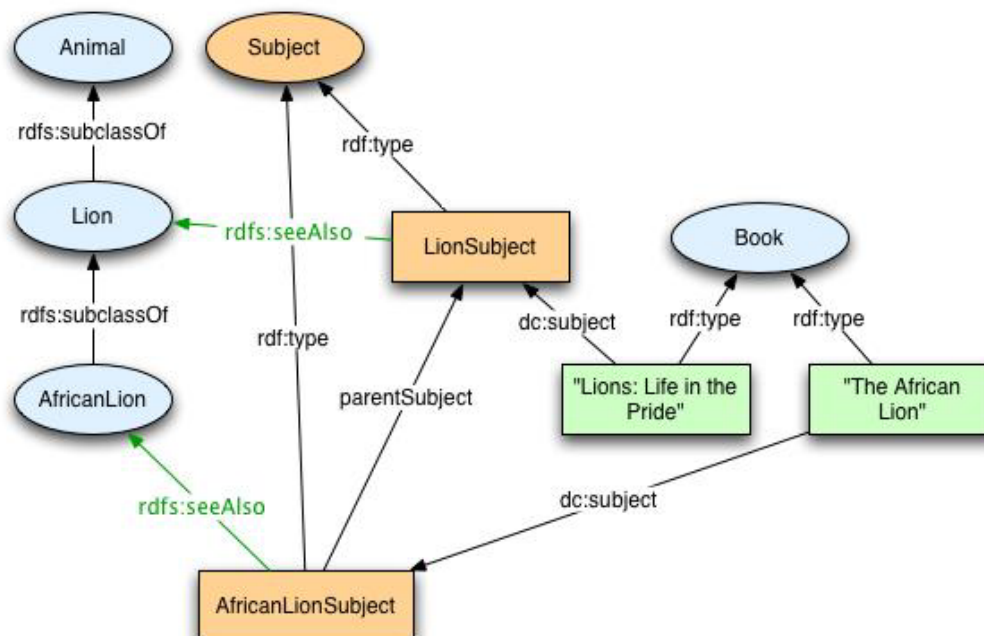 Animal
Subject
rdfs:subclassOf
rdf:type
Lion
rdfs:seeAlso
LionSubject
Book
rdfs:subclassOf
rdf:type
dc:subject
rdf:type
rdf:type
AfricanLion
parentSubject
"Lions: Life in the
Pride"
"The African
Lion"
rdfs:seeAlso
dc:subject
AfricanLionSubject